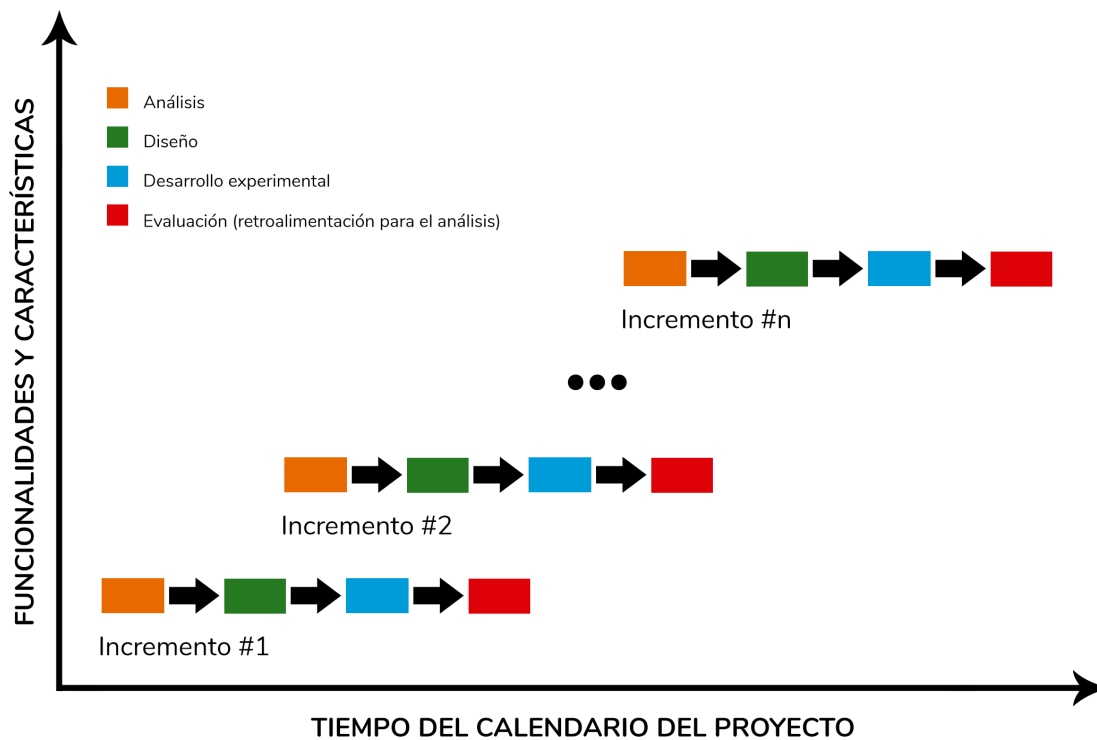 FUNCIONALIDADES Y CARACTERÍSTICAS
Análisis
Diseño
Desarrollo experimental
Evaluación (retroalimentación para el análisis)
Incremento #n
Incremento #2
Incremento #1
TIEMPO DEL CALENDARIO DEL PROYECTO